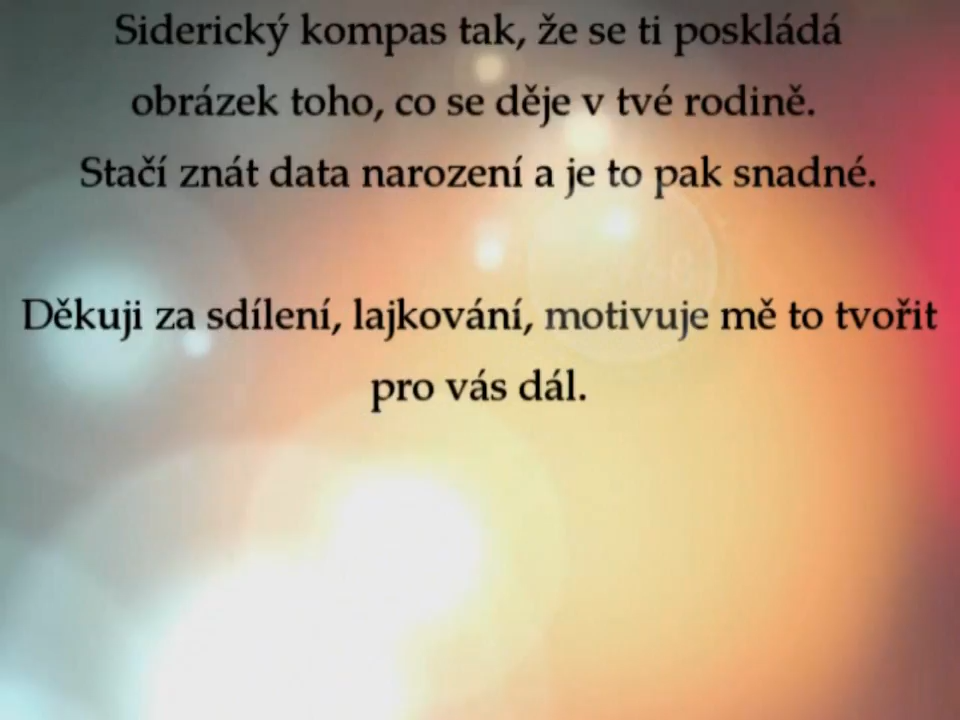 Siderický kompas tak, že se ti poskládá
obrázek toho, co se děje v tvé rodině.
Stačí znát data narození a je to pak snadné.
Děkuji za sdílení, lajkování, motivuje mě to tvořit
pro vás dál.